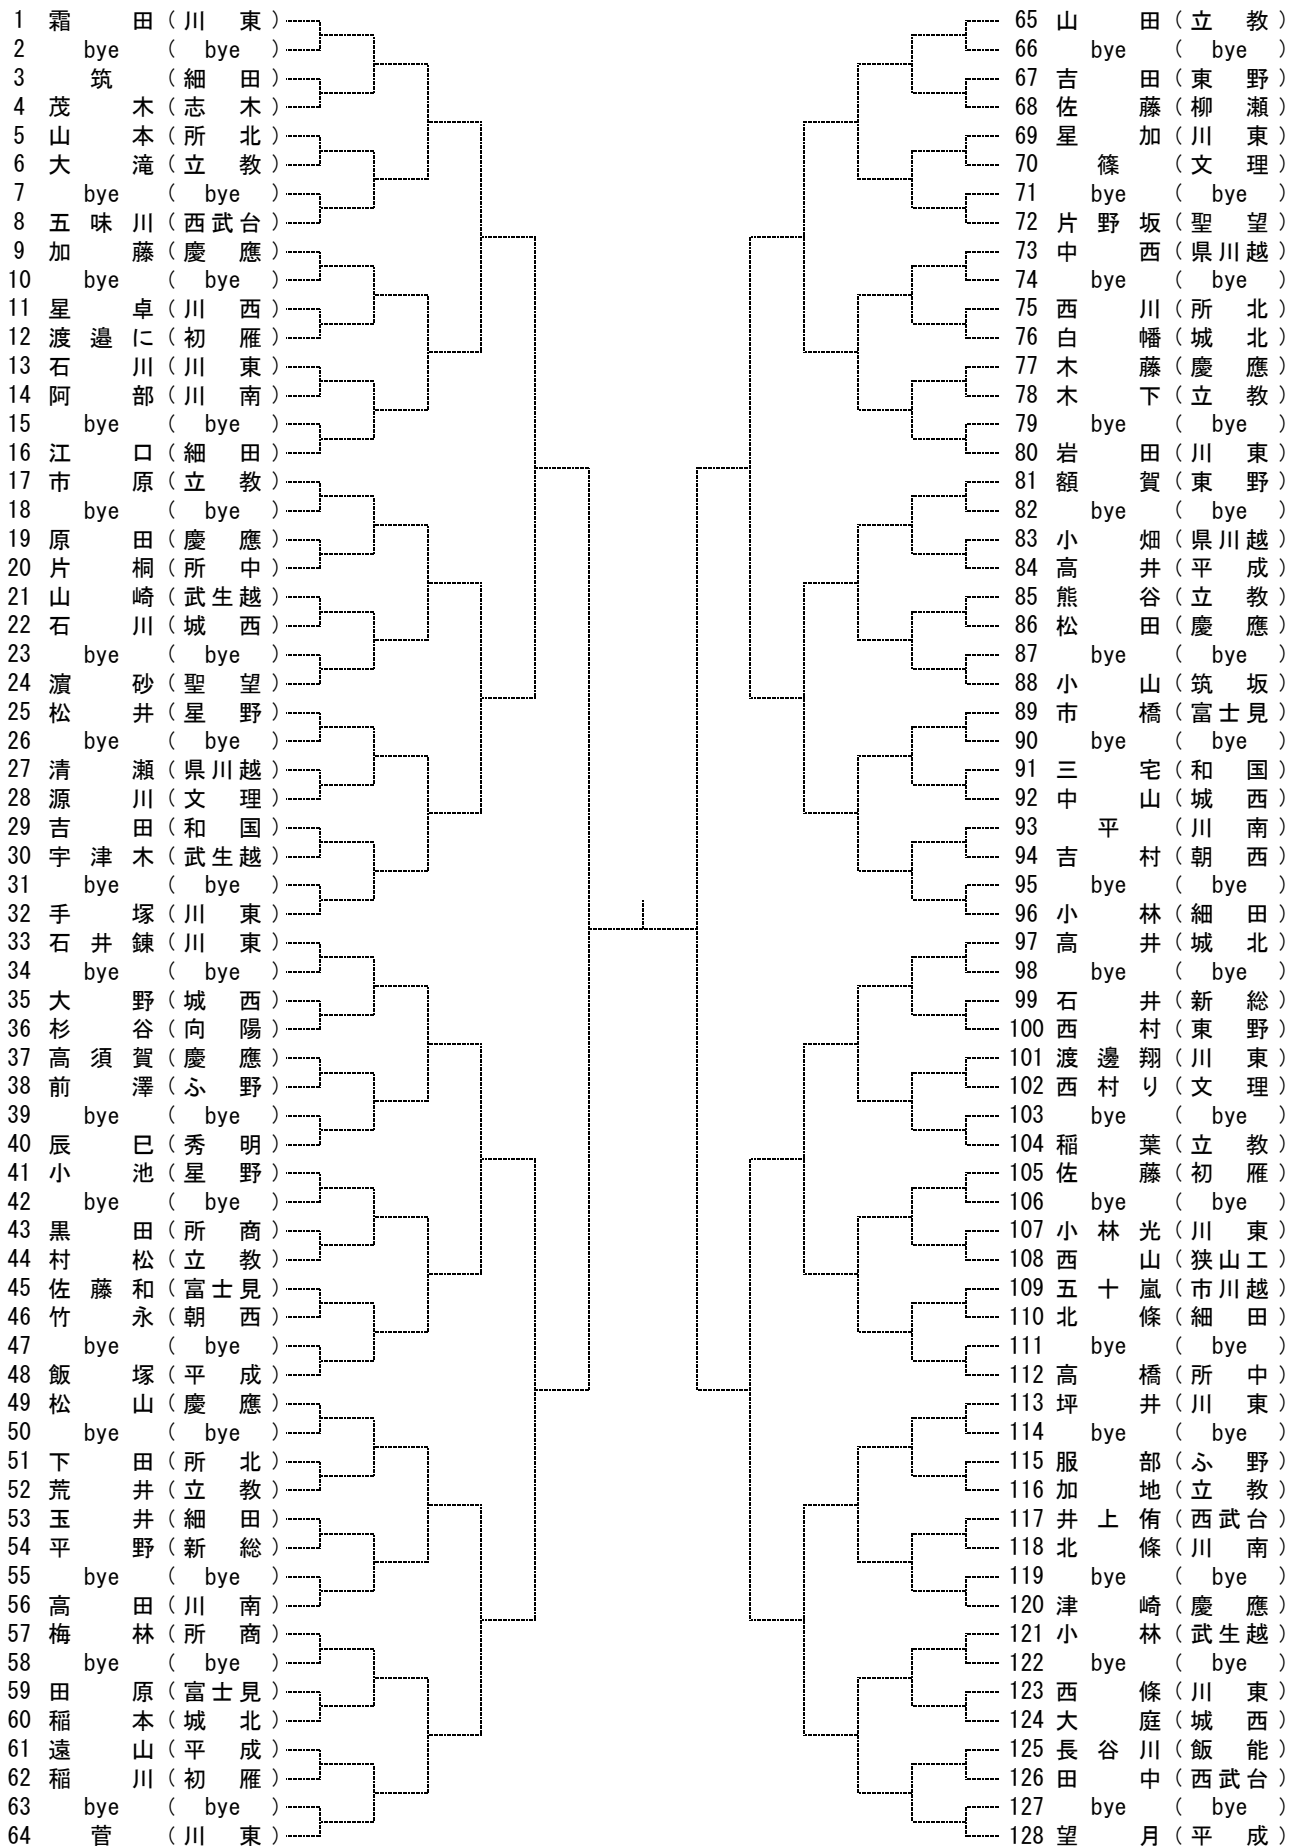 1 霜田（川東）
2 bye（bye）
3 筑（細田）
4 茂木（志木）
5 山本（所北）
6 大滝（立教）
7 bye（bye）
8 五味川（西武台）
9 加藤（慶應）
10 bye（bye）
11 星卓（川西）
12 渡邉に（初雁）
13 石川（川東）
14 阿部（川南）
15 bye（bye）
16 江口（細田）
17 市原（立教）
18 bye（bye）
19 原田（慶應）
20 片桐（所中）
21 山崎（武生越）
22 石川（城西）
23 bye（bye）
24 濵砂（聖望）
25 松井（星野）
26 bye（bye）
27 清瀬（県川越）
28 源川（文理）
29 吉田（和国）
30 宇津木（武生越）
31 bye（bye）
32 手塚（川東）
33 石井錬（川東）
34 bye（bye）
35 大野（城西）
36 杉谷（向陽）
37 高須賀（慶應）
38 前澤（ふ野）
39 bye（bye）
40 辰巳（秀明）
41 小池（星野）
42 bye（bye）
43 黒田（所商）
44 村松（立教）
45 佐藤和（富士見）
46 竹永（朝西）
47 bye（bye）
48 飯塚（平成）
49 松山（慶應）
50 bye（bye）
51 下田（所北）
52 荒井（立教）
53 玉井（細田）
54 平野（新総）
55 bye（bye）
56 高田（川南）
57 梅林（所商）
58 bye（bye）
59 田原（富士見）
60 稲本（城北）
61 遠山（平成）
62 稲川（初雁）
63 bye（bye）
64 菅（川東）
65 山田（立教）
66 bye（bye）
67 吉田（東野）
68 佐藤（柳瀬）
69 星加（川東）
70 篠（文理）
71 bye（bye）
72 片野坂（聖望）
73 中西（県川越）
74 bye（bye）
75 西川（所北）
76 白幡（城北）
77 木藤（慶應）
78 木下（立教）
79 bye（bye）
80 岩田（川東）
81 額賀（東野）
82 bye（bye）
83 小畑（県川越）
84 高井（平成）
85 熊谷（立教）
86 松田（慶應）
87 bye（bye）
88 小山（筑坂）
89 市橋（富士見）
90 bye（bye）
91 三宅（和国）
92 中山（城西）
93 平（川南）
94 吉村（朝西）
95 bye（bye）
96 小林（細田）
97 高井（城北）
98 bye（bye）
99 石井（新総）
100 西村（東野）
101 渡邊翔（川東）
102 西村り（文理）
103 bye（bye）
104 稲葉（立教）
105 佐藤（初雁）
106 bye（bye）
107 小林光（川東）
108 西山（狭山工）
109 五十嵐（市川越）
110 北條（細田）
111 bye（bye）
112 高橋（所中）
113 坪井（川東）
114 bye（bye）
115 服部（ふ野）
116 加地（立教）
117 井上侑（西武台）
118 北條（川南）
119 bye（bye）
120 津崎（慶應）
121 小林（武生越）
122 bye（bye）
123 西條（川東）
124 大庭（城西）
125 長谷川（飯能）
126 田中（西武台）
127 bye（bye）
128 望月（平成）